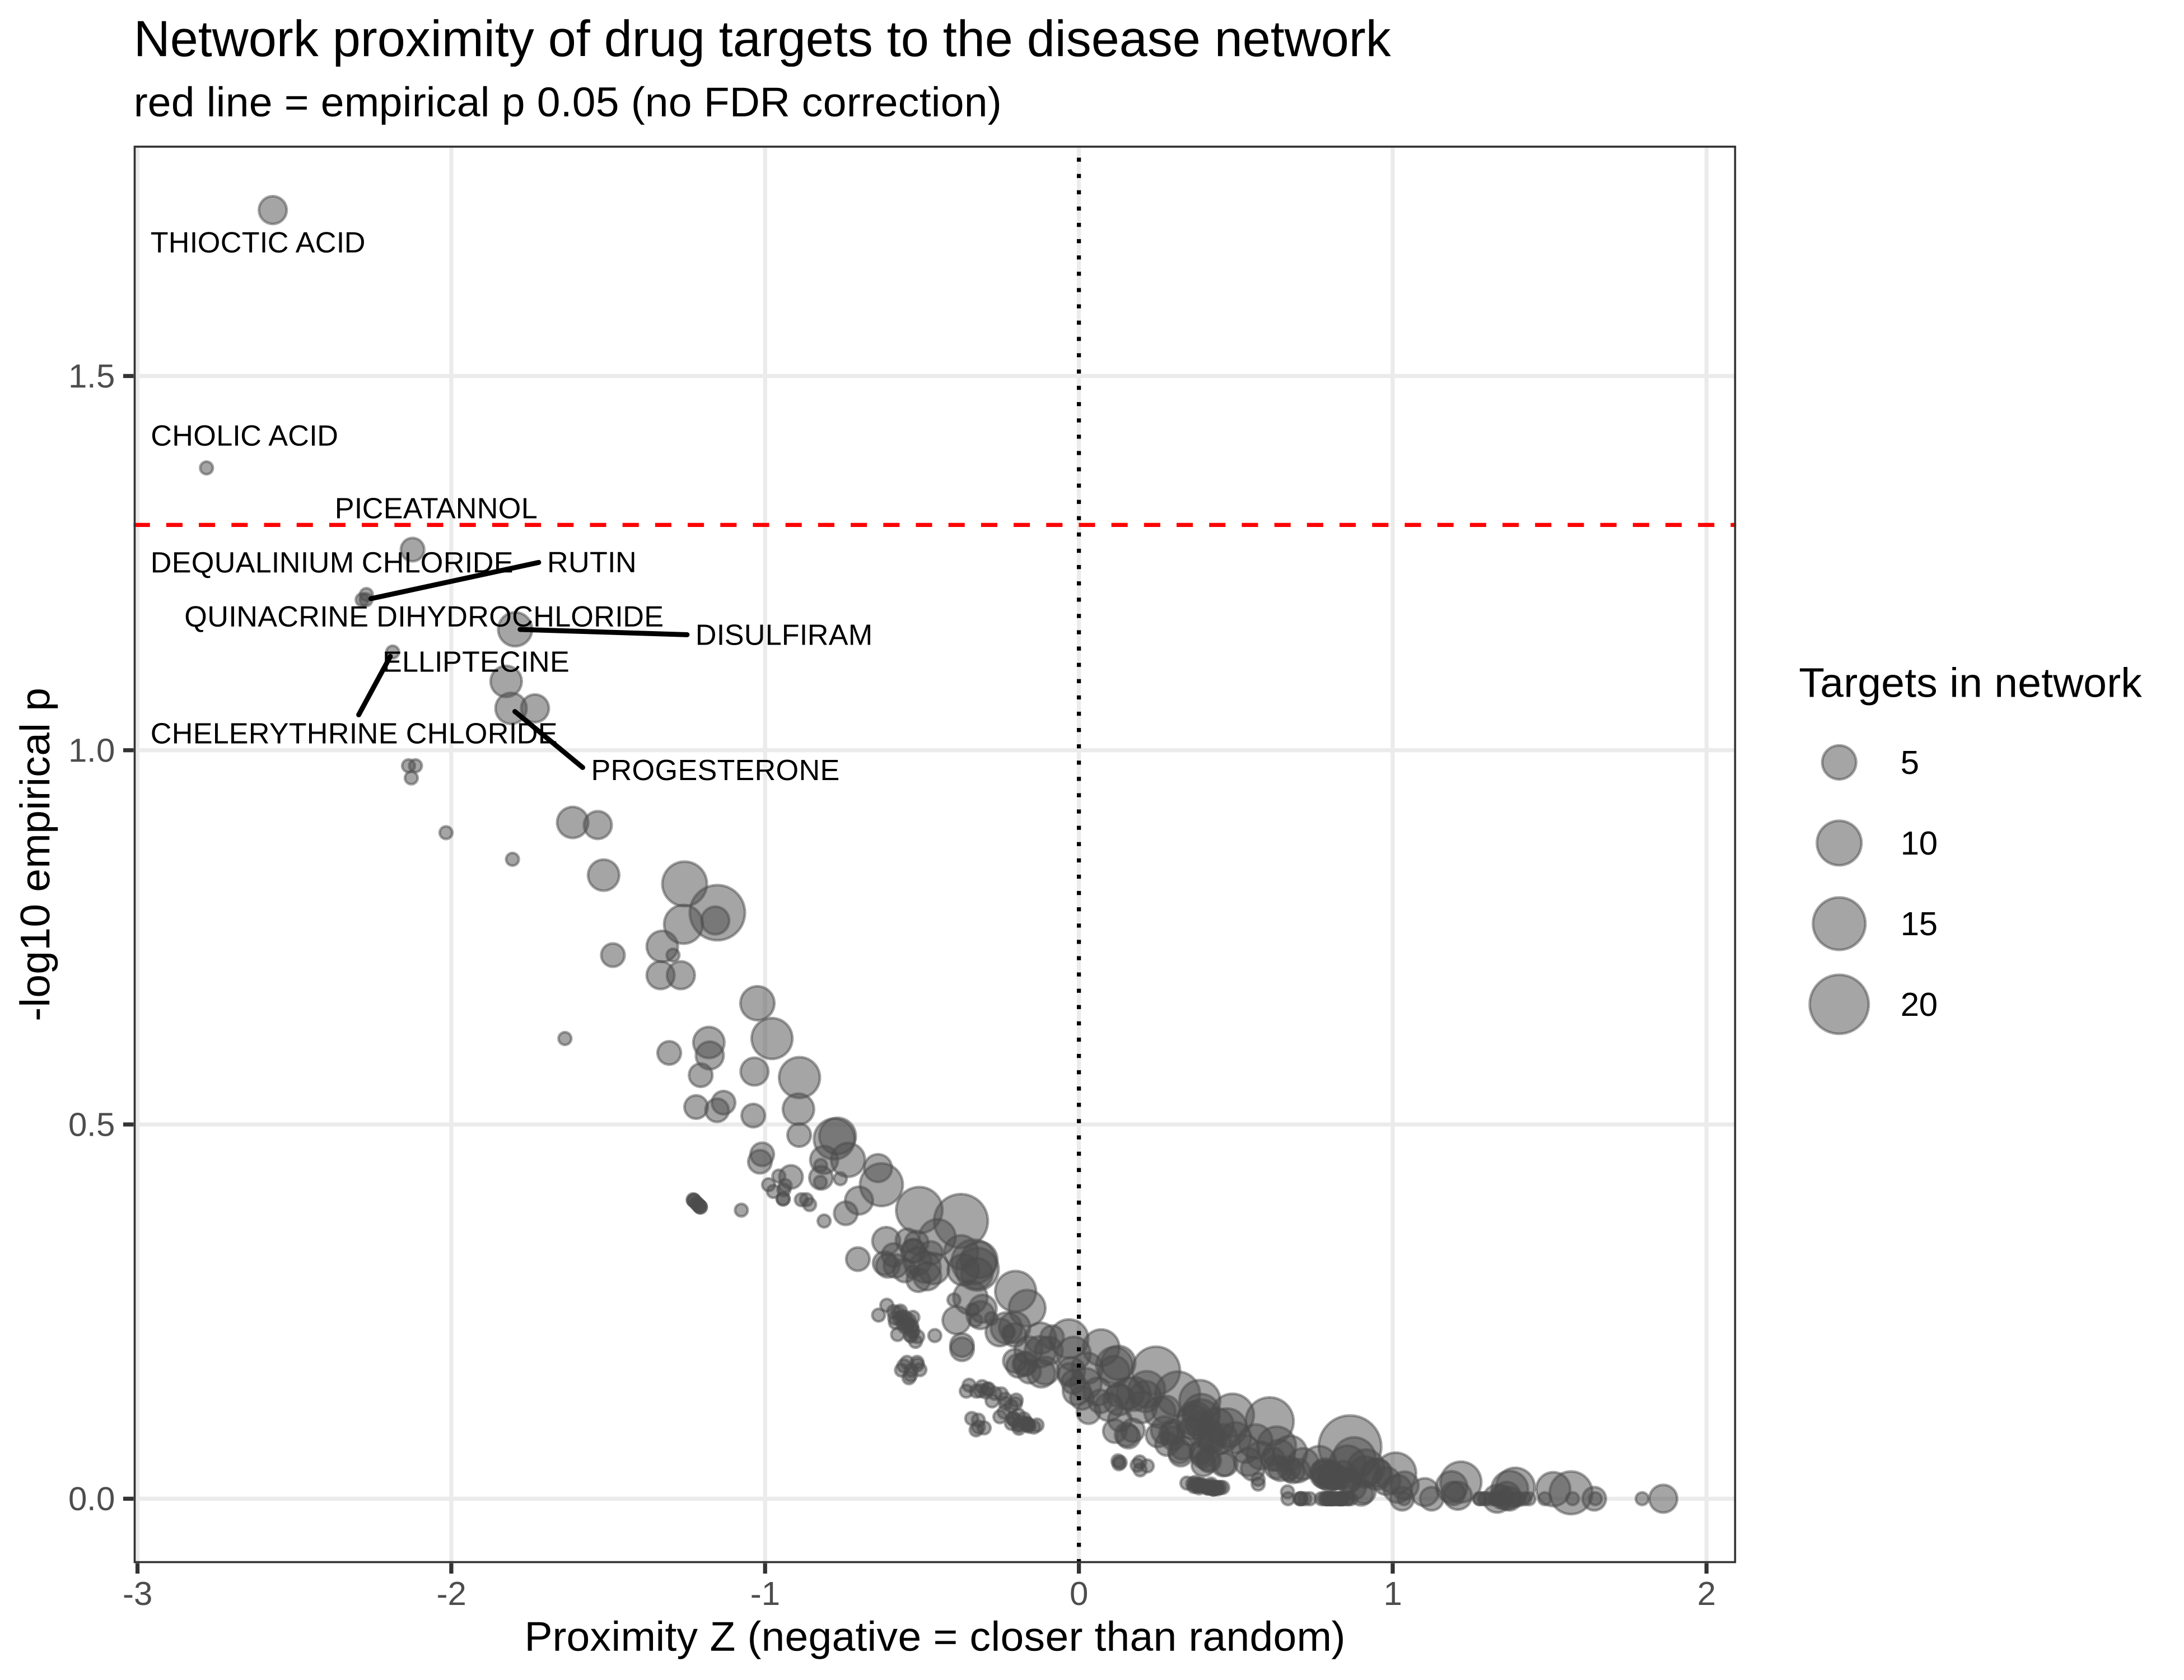 Network proximity of drug targets to the disease network
red line = empirical p 0.05 (no FDR correction)
THIOCTIC ACID
1.5
CHOLIC ACID
PICEATANNOL
DEQUALINIUM CHLORIDE
RUTIN
QUINACRINE DIHYDROCHLORIDE
DISULFIRAM
ELLIPTECINE
CHELERYTHRINE CHLORIDE
1.0
PROGESTERONE
0.5
0.0
-log10 empirical p
-3 -2 -1 0 1 2
Proximity Z (negative = closer than random)
Targets in network
5
10
15
20